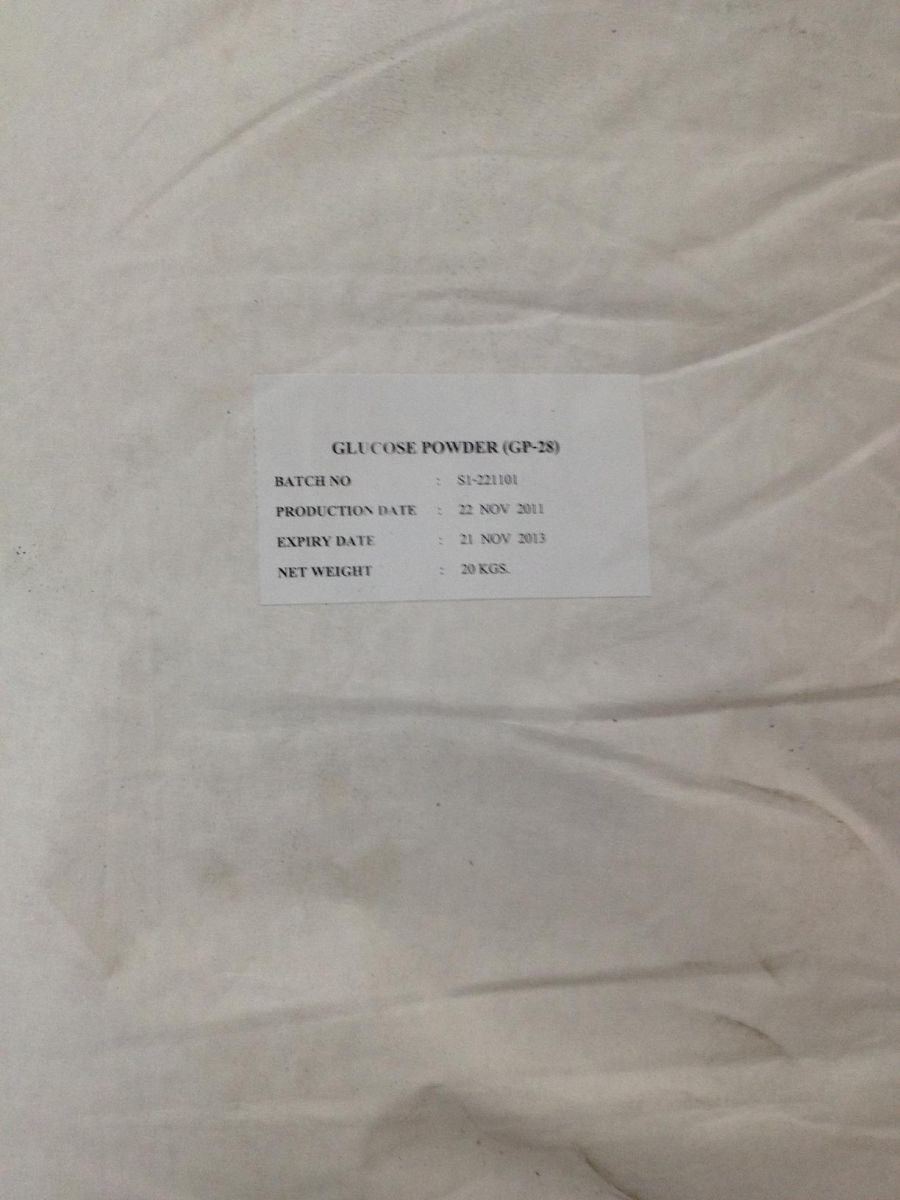 GLUCOSE POWDER (GP-28)
BATCH NO : S1-221101
PRODUCTION DATE : 22 NOV 2011
EXPIRY DATE : 21 NOV 2013
NET WEIGHT : 20 KGS.